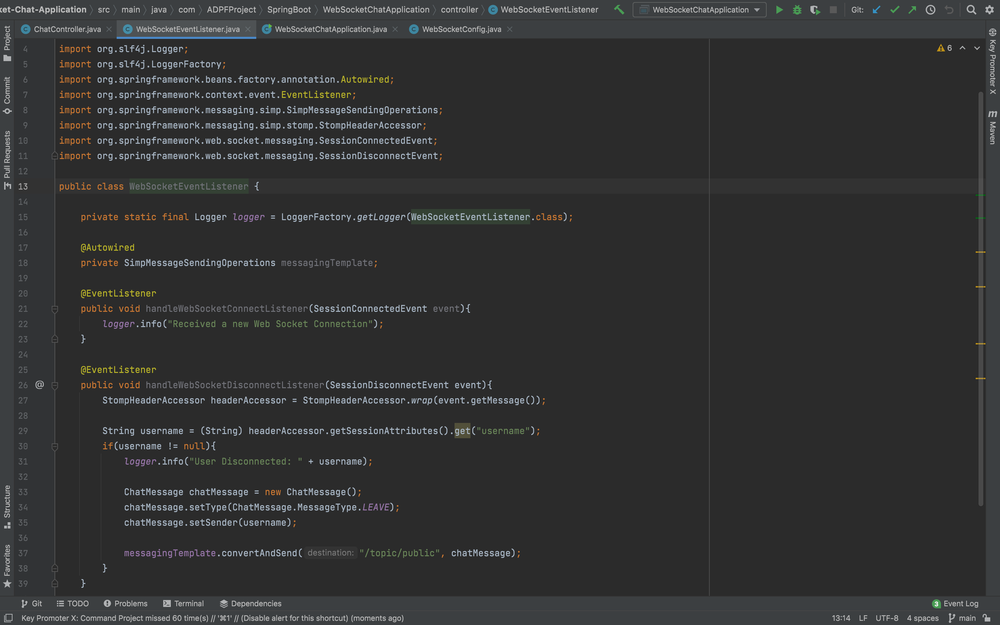 ket-Chat-Application 〉 src 〉 main 〉 java 〉 com 〉 ADPFProject 〉 SpringBoot 〉 WebSocketChatApplication 〉 controller 〉 C WebSocketEventListener WebSocketChatApplication Git:
C ChatController.java C WebSocketEventListener.java C WebSocketChatApplication.java C WebSocketConfig.java
Project
Commit
Pull Requests
Structure
Favorites
6
4 import org.slf4j.Logger;
5 import org.slf4j.LoggerFactory;
6 import org.springframework.beans.factory.annotation.Autowired;
7 import org.springframework.context.event.EventListener;
8 import org.springframework.messaging.simp.SimpMessageSendingOperations;
9 import org.springframework.messaging.simp.stomp.StompHeaderAccessor;
10 import org.springframework.web.socket.messaging.SessionConnectedEvent;
11 import org.springframework.web.socket.messaging.SessionDisconnectEvent;
12
13 public class WebSocketEventListener {
14
15 private static final Logger logger = LoggerFactory.getLogger(WebSocketEventListener.class);
16
17 @Autowired
18 private SimpMessageSendingOperations messagingTemplate;
19
20 @EventListener
21 public void handleWebSocketConnectListener(SessionConnectedEvent event){
22 logger.info("Received a new Web Socket Connection");
23 }
24
25 @EventListener
26 @ public void handleWebSocketDisconnectListener(SessionDisconnectEvent event){
27 StompHeaderAccessor headerAccessor = StompHeaderAccessor.wrap(event.getMessage());
28
29 String username = (String) headerAccessor.getSessionAttributes().get("username");
30 if(username != null){
31 logger.info("User Disconnected: " + username);
32
33 ChatMessage chatMessage = new ChatMessage();
34 chatMessage.setType(ChatMessage.MessageType.LEAVE);
35 chatMessage.setSender(username);
36
37 messagingTemplate.convertAndSend( destination: "/topic/public", chatMessage);
38 }
39 }
Key Promoter X
m Maven
Git TODO Problems Terminal Dependencies 3 Event Log
Key Promoter X: Command Project missed 60 time(s) // '⌘1' // (Disable alert for this shortcut) (moments ago) 13:14 LF UTF-8 4 spaces main